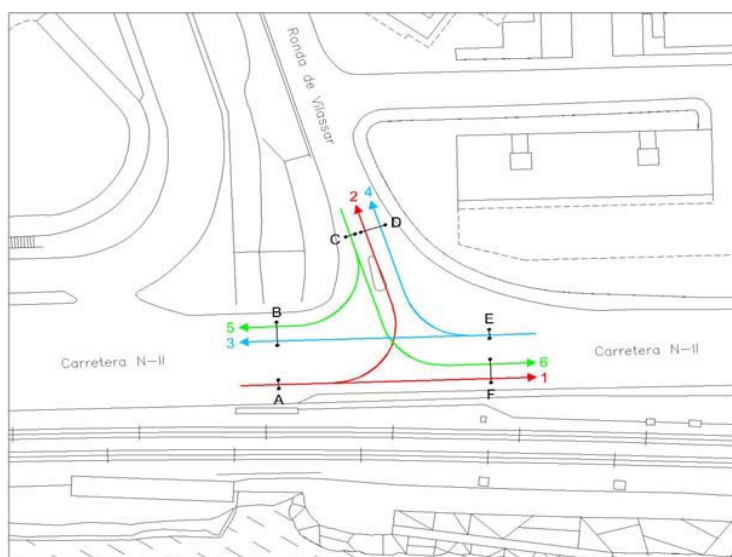 Ronda de Vilassar
2
4
C
D
B
E
5
3
Carretera N-II
Carretera N-II
6
1
A
F